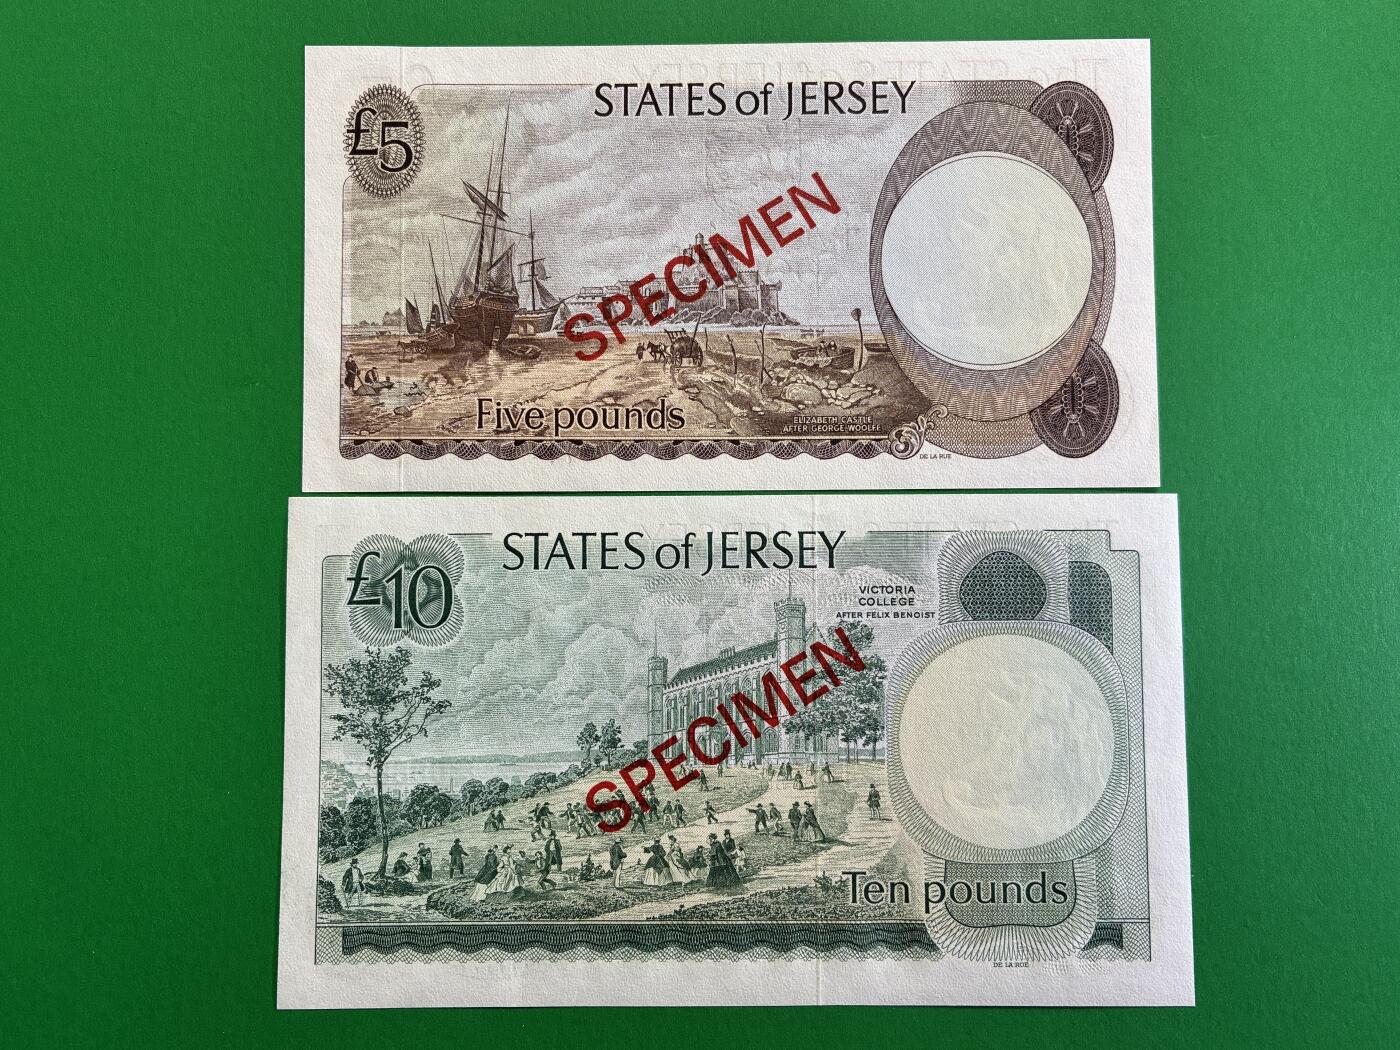 STATES of JERSEY
£5
SPECIMEN
Five pounds
ELIZABETH CASTLE
AFTER GEORGE WOOLFE
DE LA RUE
STATES of JERSEY
£10
VICTORIA
COLLEGE
AFTER FELIX BENOIST
SPECIMEN
Ten pounds
DE LA RUE